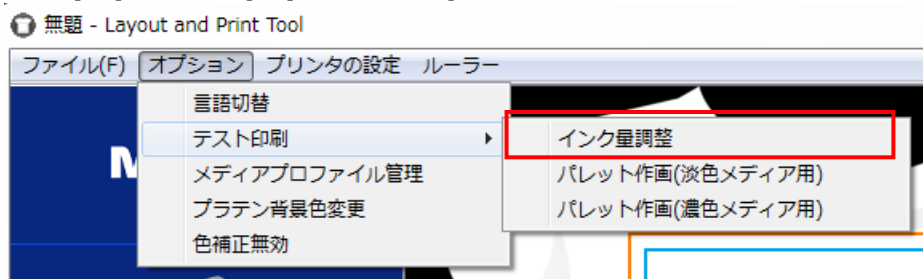 無題 - Layout and Print Tool
ファイル(F) オプション プリンタの設定 ルーラー
言語切替
テスト印刷
メディアプロファイル管理
プラテン背景色変更
色補正無効
インク量調整
パレット作画(淡色メディア用)
パレット作画(濃色メディア用)
M